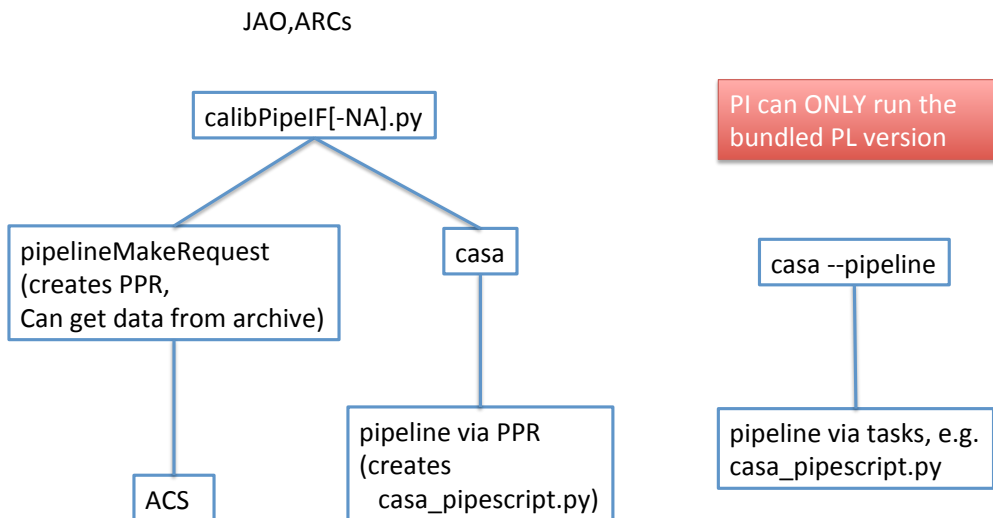 JAO,ARCs
calibPipeIF[-NA].py
PI can ONLY run the
bundled PL version
pipelineMakeRequest
(creates PPR,
Can get data from archive)
casa
casa --pipeline
pipeline via PPR
(creates
casa_pipescript.py)
pipeline via tasks, e.g.
casa_pipescript.py
ACS